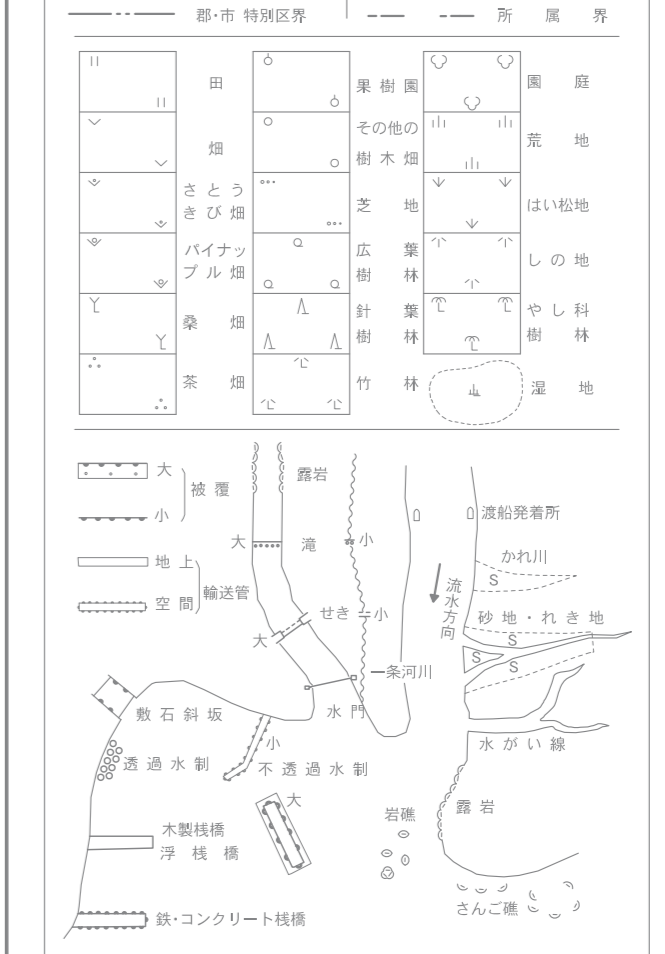 郡・市 特別区界
所属界
田
果樹園
園庭
畑
その他の
樹木畑
荒地
さとう
きび畑
芝地
はい松地
パイナッ
プル畑
広葉
樹林
しの地
桑畑
針葉
樹林
やし科
樹林
茶畑
竹林
湿地
大
被覆
小
地上
輸送管
空間
露岩
大
滝
小
せき
小
大
一条河川
水門
渡船発着所
かれ川
S
流水方向
砂地・れき地
S
S
S
水がい線
敷石斜坂
透過水制
小
不透過水制
大
木製桟橋
浮桟橋
鉄・コンクリート桟橋
岩礁
露岩
さんご礁